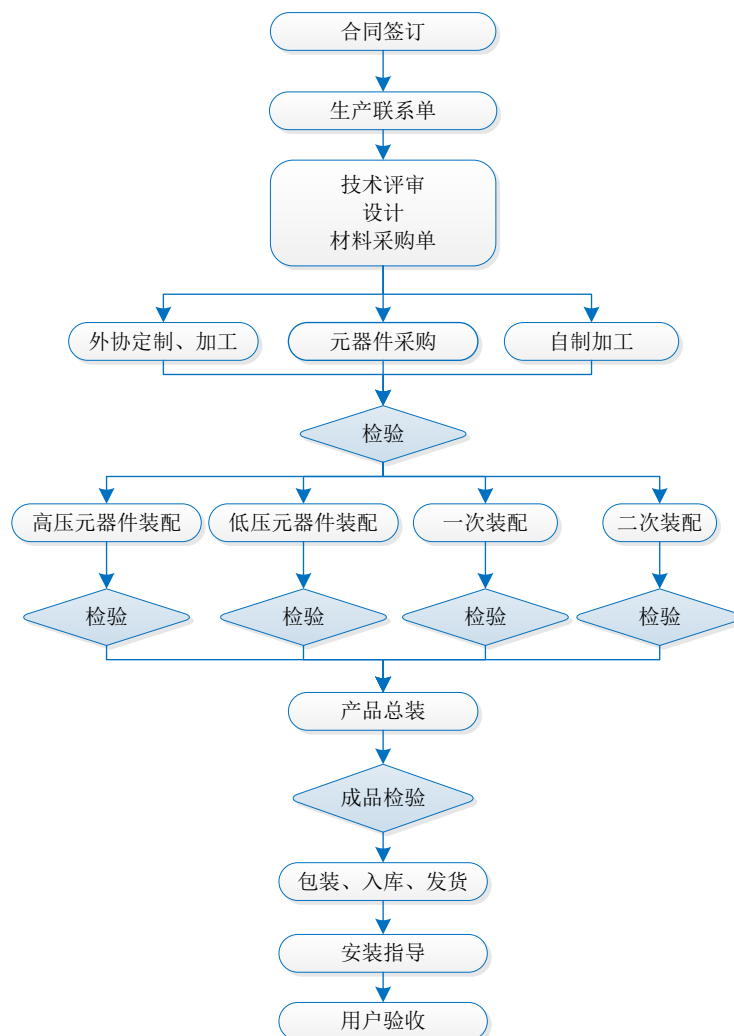 合同签订
生产联系单
技术评审
设计
材料采购单
外协定制、加工
元器件采购
自制加工
检验
高压元器件装配
低压元器件装配
一次装配
二次装配
检验
检验
检验
检验
产品总装
成品检验
包装、入库、发货
安装指导
用户验收